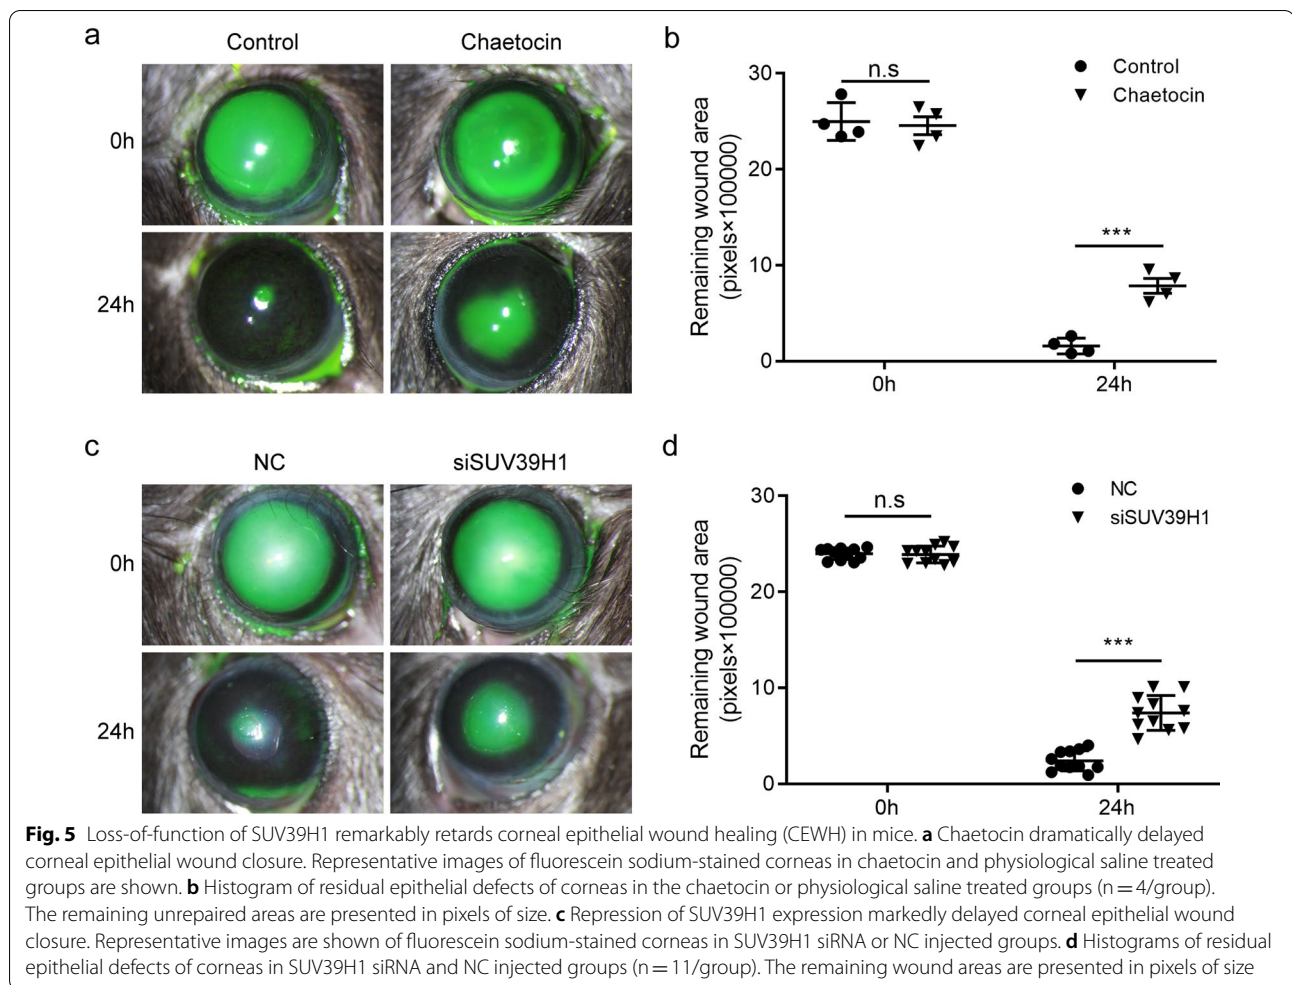 a
Control Chaetocin
0h
24h
b
Control
Chaetocin
Remaining wound area
(pixels×100000)
30
20
10
0
n.s
***
0h 24h
c
NC siSUV39H1
0h
24h
d
NC
siSUV39H1
Remaining wound area
(pixels×100000)
30
20
10
0
n.s
***
0h 24h
Fig. 5 Loss-of-function of SUV39H1 remarkably retards corneal epithelial wound healing (CEWH) in mice. a Chaetocin dramatically delayed
corneal epithelial wound closure. Representative images of fluorescein sodium-stained corneas in chaetocin and physiological saline treated
groups are shown. b Histogram of residual epithelial defects of corneas in the chaetocin or physiological saline treated groups (n = 4/group).
The remaining unrepaired areas are presented in pixels of size. c Repression of SUV39H1 expression markedly delayed corneal epithelial wound
closure. Representative images are shown of fluorescein sodium-stained corneas in SUV39H1 siRNA or NC injected groups. d Histograms of residual
epithelial defects of corneas in SUV39H1 siRNA and NC injected groups (n = 11/group). The remaining wound areas are presented in pixels of size